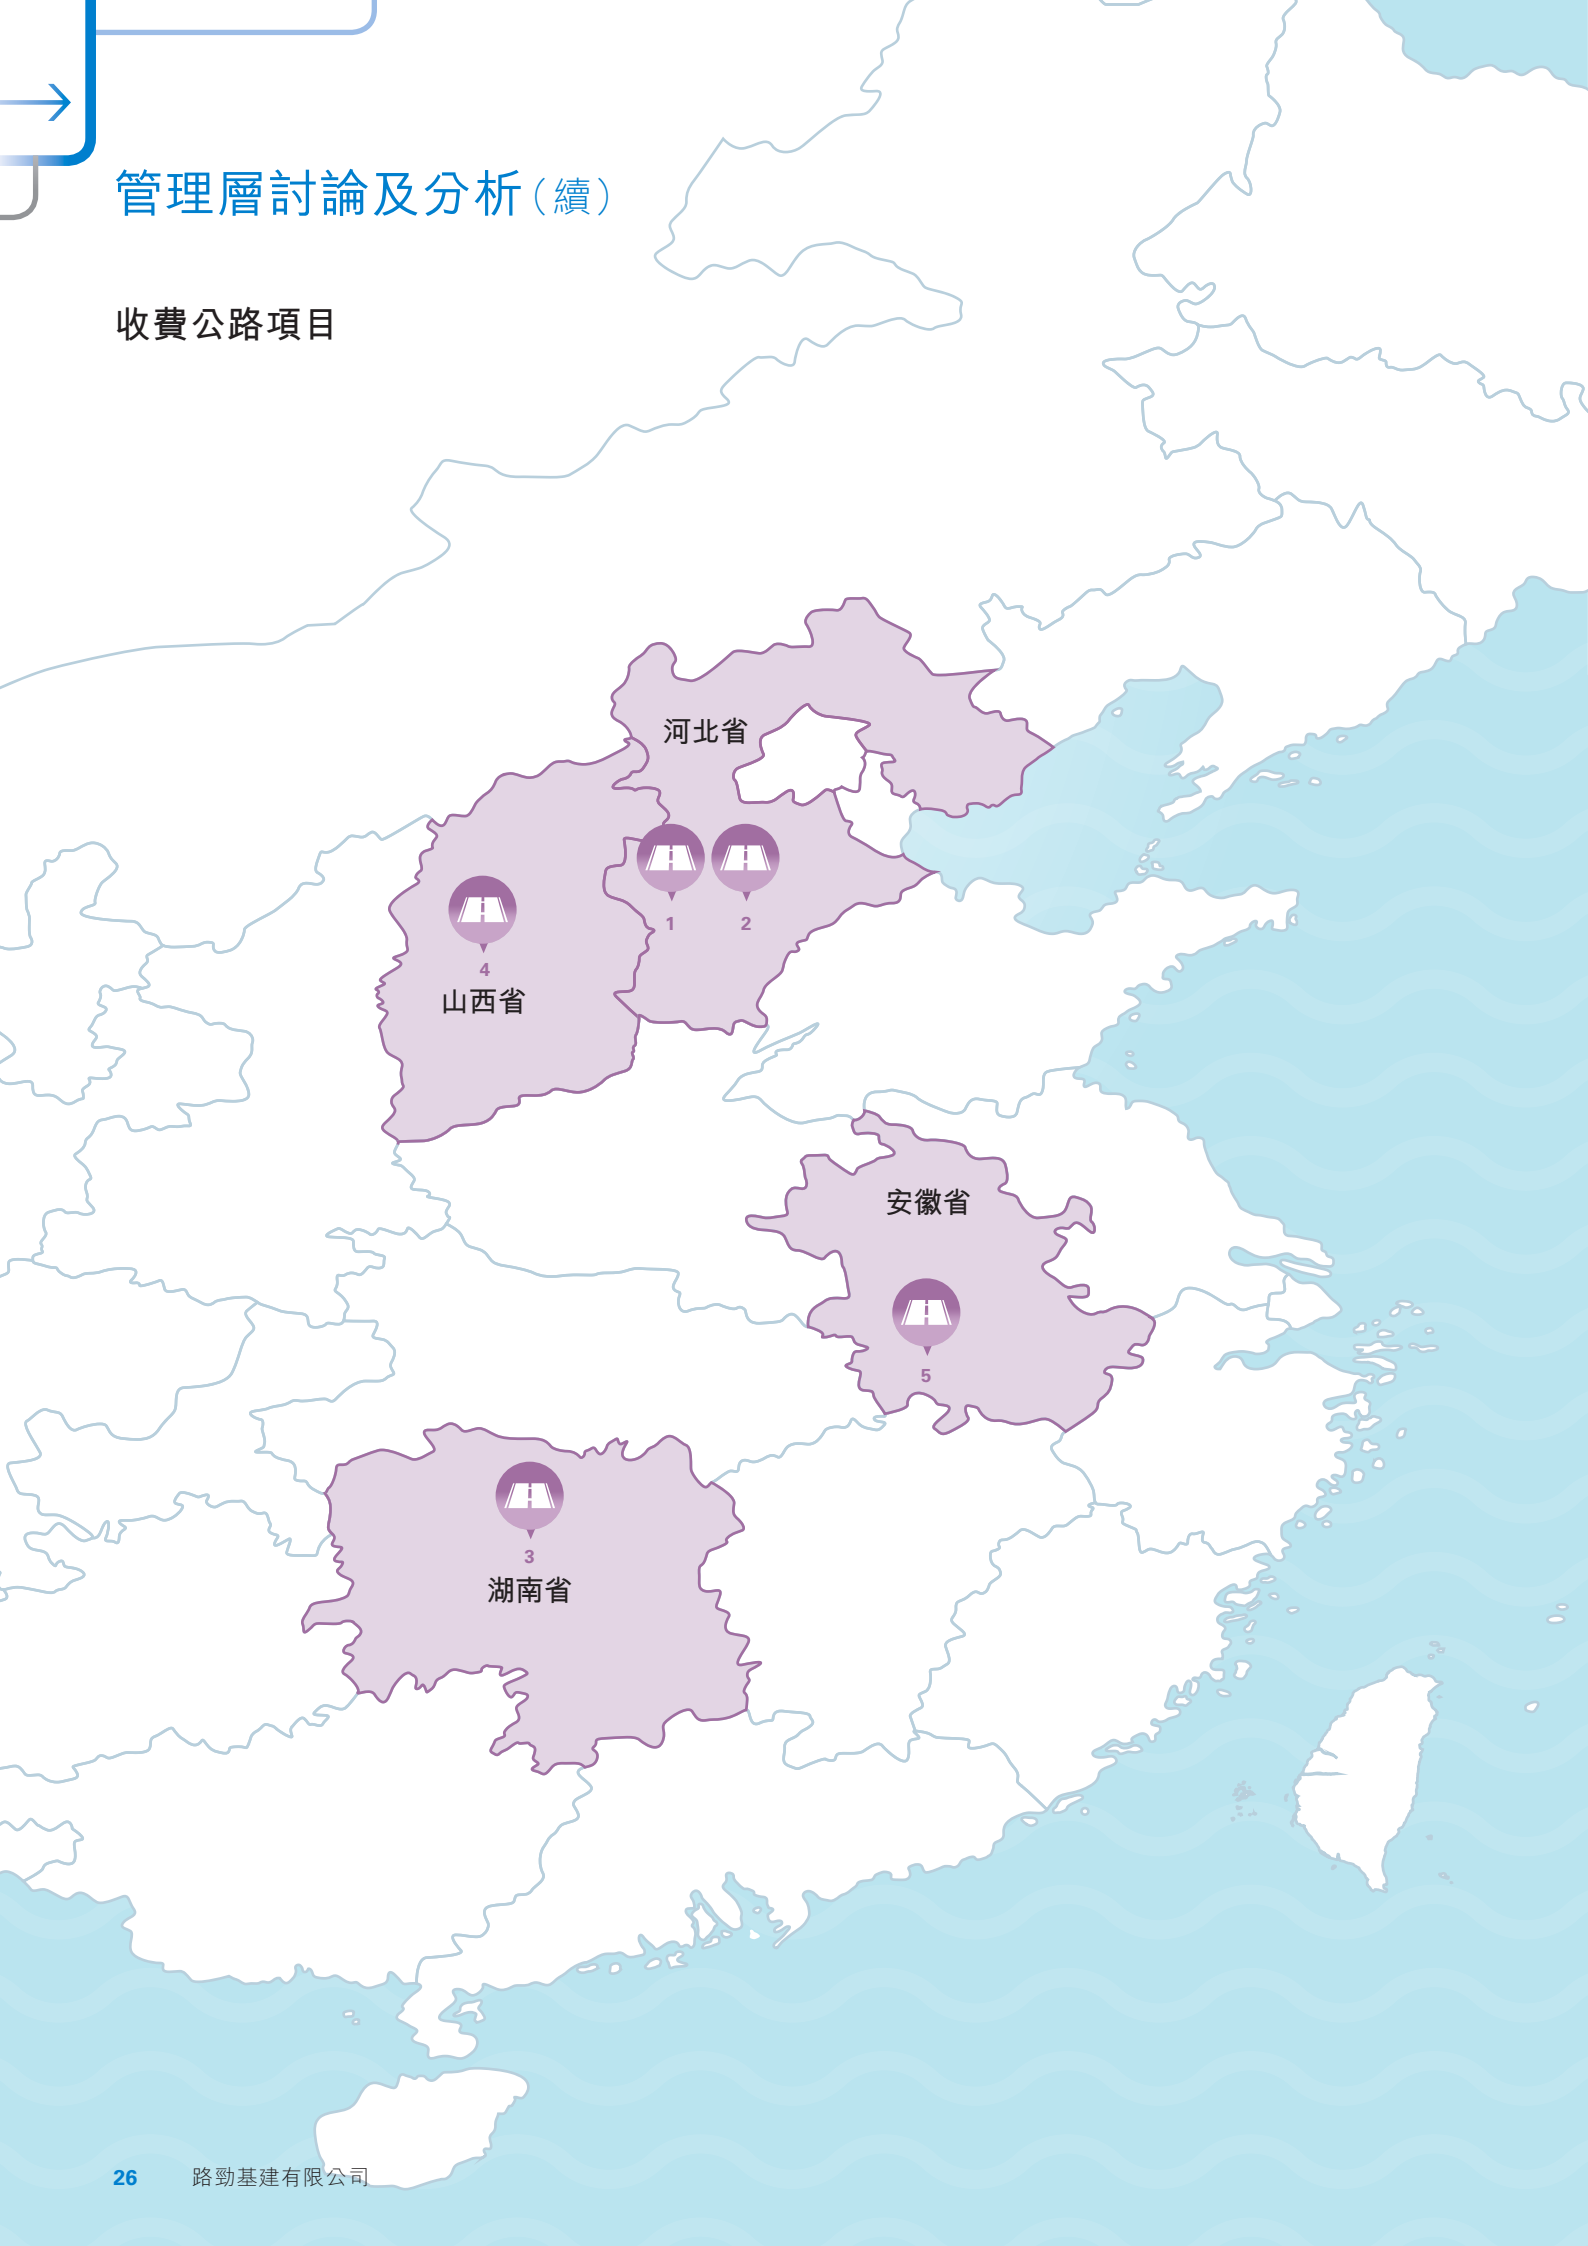 管理層討論及分析（續）
收費公路項目
河北省
1
2
4
山西省
安徽省
5
3
湖南省
26 路勁基建有限公司